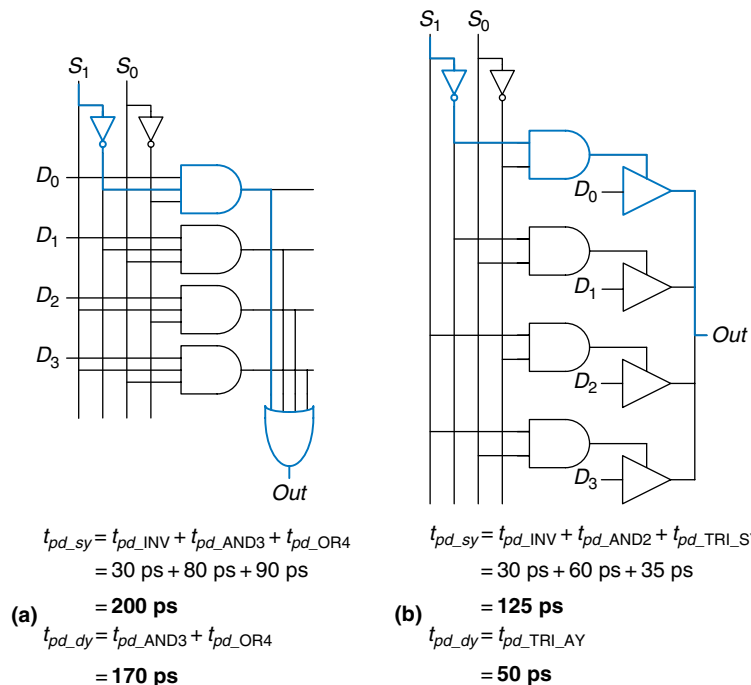 S1 S0
D0
D1
D2
D3
Out
tpd_sy = tpd_INV + tpd_AND3 + tpd_OR4
= 30 ps + 80 ps + 90 ps
= 200 ps
(a)
tpd_dy = tpd_AND3 + tpd_OR4
= 170 ps
S1 S0
D0
D1
Out
D2
D3
tpd_sy = tpd_INV + tpd_AND2 + tpd_TRI_S
= 30 ps + 60 ps + 35 ps
= 125 ps
(b)
tpd_dy = tpd_TRI_AY
= 50 ps